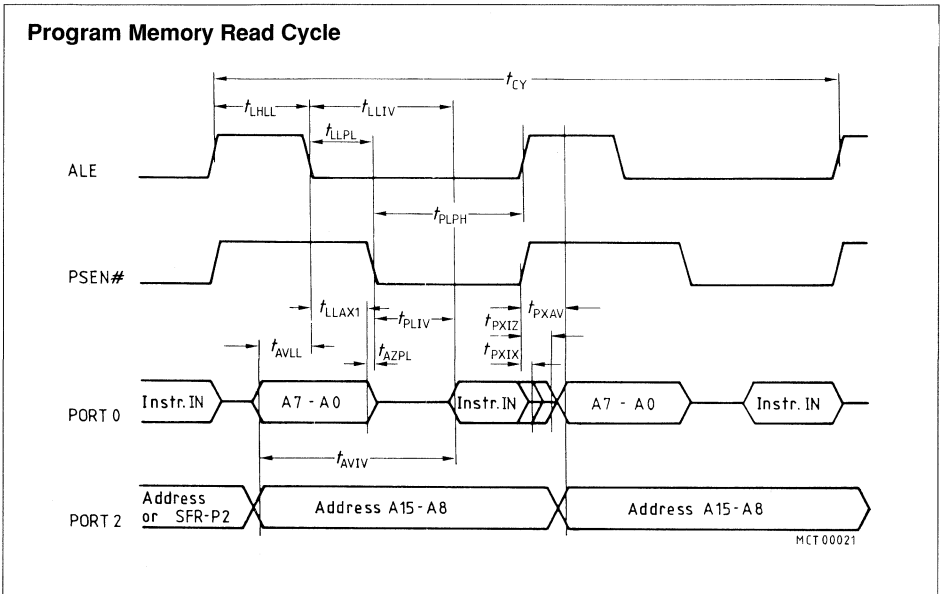 Program Memory Read Cycle
tCY
tLHLL
tLLIV
tLLPL
ALE
tPLPH
PSEN#
tLLAX1
tPLIV
tPXAV
tPXIZ
tAVLL
tAZPL
tPXIX
PORT 0
Instr. IN
A7 - A0
Instr. IN
A7 - A0
Instr. IN
tAVIV
PORT 2
Address
or SFR-P2
Address A15-A8
Address A15-A8
MCT00021